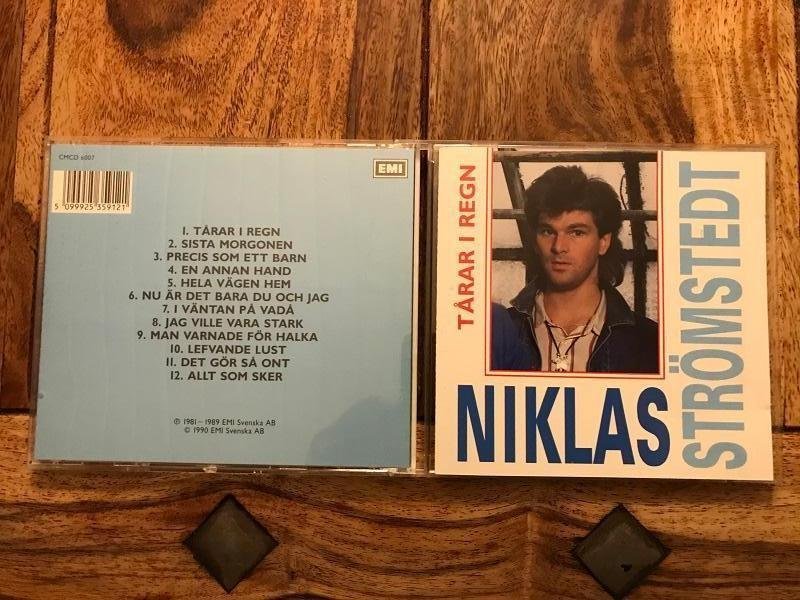 CMCD 6007
EMI
5 099925 359121
1. TÅRAR I REGN
2. SISTA MORGONEN
3. PRECIS SOM ETT BARN
4. EN ANNAN HAND
5. HELA VÄGEN HEM
6. NU ÄR DET BARA DU OCH JAG
7. I VÄNTAN PÅ VADÅ
8. JAG VILLE VARA STARK
9. MAN VARNADE FÖR HALKA
10. LEFVANDE LUST
11. DET GÖR SÅ ONT
12. ALLT SOM SKER
℗ 1981 – 1989 EMI Svenska AB
© 1990 EMI Svenska AB
TÅRAR I REGN
NIKLAS
STRÖMSTEDT